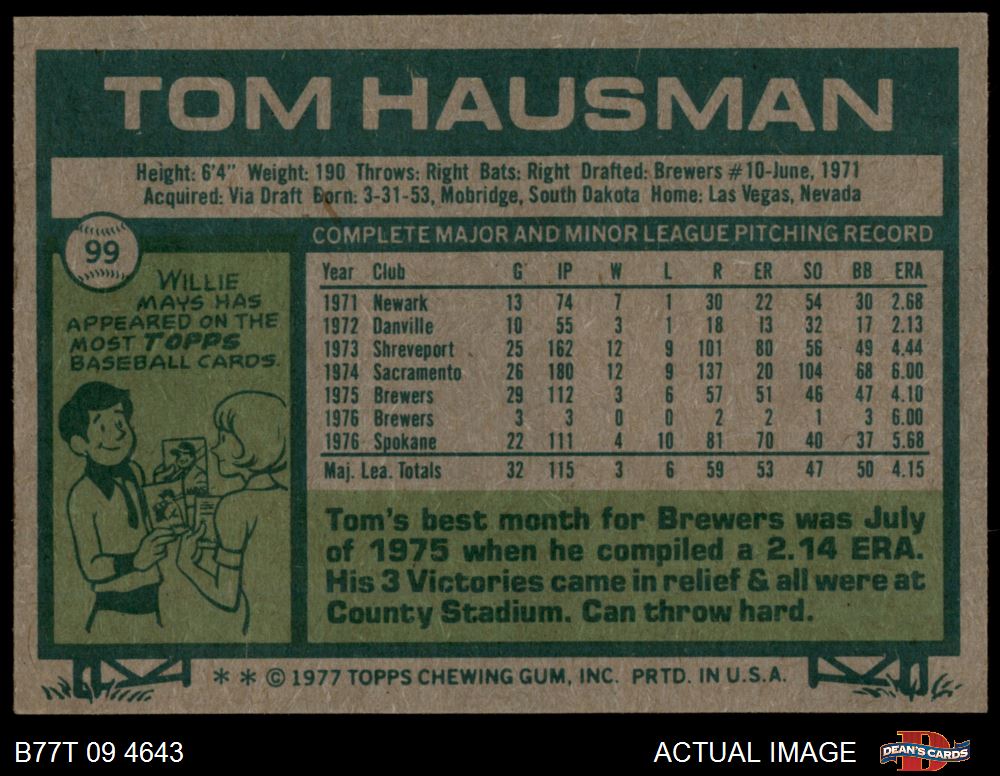 TOM HAUSMAN
Height: 6'4" Weight: 190 Throws: Right Bats: Right Drafted: Brewers #10-June, 1971
Acquired: Via Draft Born: 3-31-53, Mobridge, South Dakota Home: Las Vegas, Nevada
99
WILLIE
MAYS HAS
APPEARED ON THE
MOST TOPPS
BASEBALL CARDS.
COMPLETE MAJOR AND MINOR LEAGUE PITCHING RECORD
Year Club G IP W L R ER SO BB ERA
1971 Newark 13 74 7 1 30 22 54 30 2.68
1972 Danville 10 55 3 1 18 13 32 17 2.13
1973 Shreveport 25 162 12 9 101 80 56 49 4.44
1974 Sacramento 26 180 12 9 137 20 104 68 6.00
1975 Brewers 29 112 3 6 57 51 46 47 4.10
1976 Brewers 3 3 0 0 2 2 1 3 6.00
1976 Spokane 22 111 4 10 81 70 40 37 5.68
Maj. Lea. Totals 32 115 3 6 59 53 47 50 4.15
Tom's best month for Brewers was July
of 1975 when he compiled a 2.14 ERA.
His 3 Victories came in relief & all were at
County Stadium. Can throw hard.
* * © 1977 TOPPS CHEWING GUM, INC. PRTD. IN U.S.A.
B77T 09 4643
ACTUAL IMAGE
D
DEAN'S CARDS